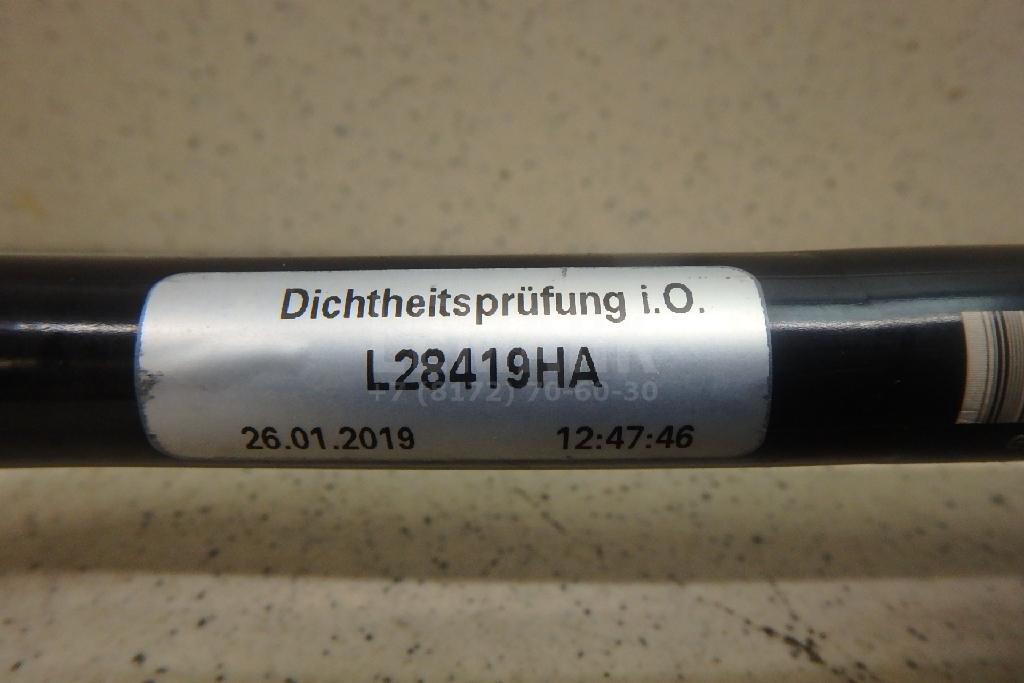 Dichtheitsprüfung i.O.
L28419HA
+7 (8172) 70-60-30
26.01.2019 12:47:46